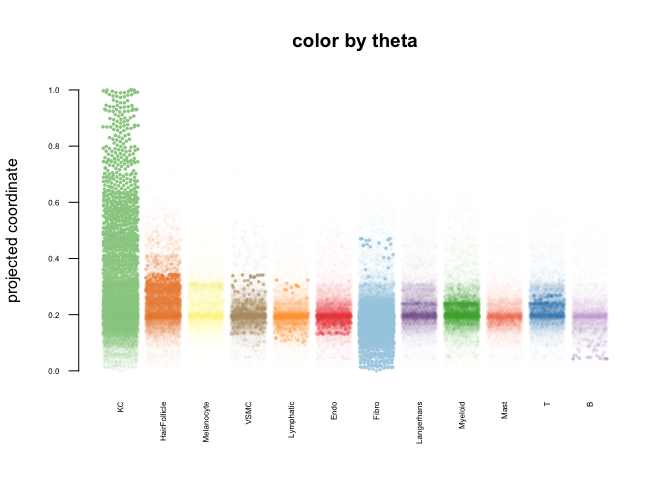 color by theta
projected coordinate
1.0
0.8
0.6
0.4
0.2
0.0
KC
HairFollicle
Melanocyte
VSMC
Lymphatic
Endo
Fibro
Langerhans
Myeloid
Mast
T
B